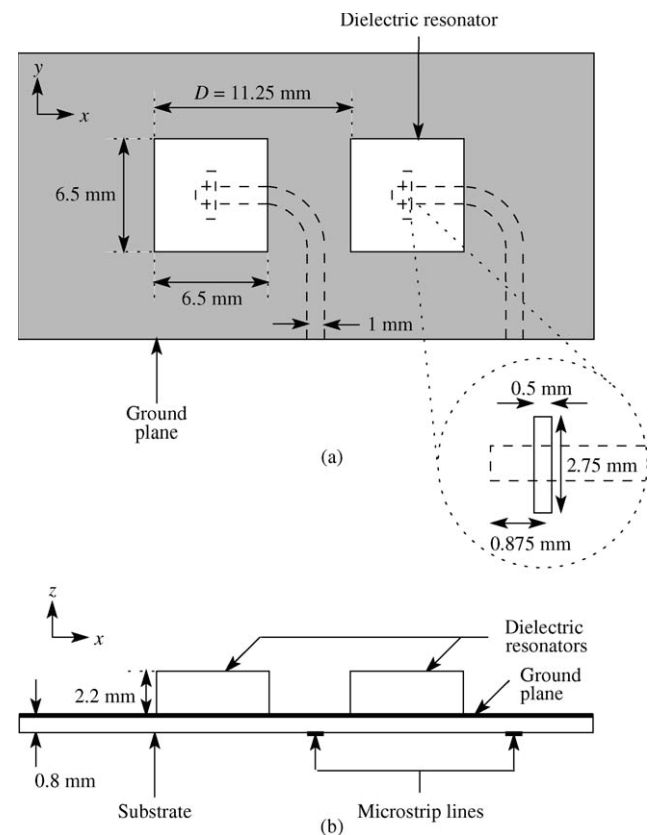 Dielectric resonator
y
x
D = 11.25 mm
6.5 mm
6.5 mm
1 mm
Ground
plane
(a)
0.5 mm
2.75 mm
0.875 mm
z
x
Dielectric
resonators
Ground
plane
2.2 mm
0.8 mm
Substrate
Microstrip lines
(b)